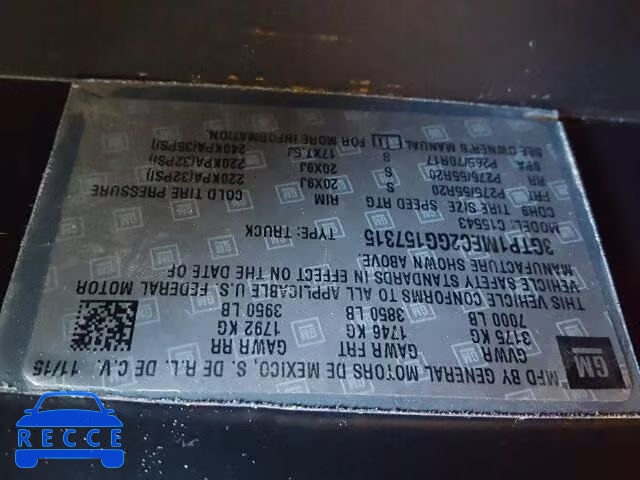 GM
MFD BY GENERAL MOTORS DE MEXICO, S. DE R.L. DE C.V. 11/15
GVWR GAWR FRT GAWR RR
3175 KG 1746 KG 1792 KG
7000 LB 3850 LB 3950 LB
THIS VEHICLE CONFORMS TO ALL APPLICABLE U.S. FEDERAL MOTOR
VEHICLE SAFETY STANDARDS IN EFFECT ON THE DATE OF
MANUFACTURE SHOWN ABOVE.
3GTP1MEC2GG157315 TYPE: TRUCK
MODEL: C15543
CDH9 TIRE SIZE SPEED RTG RIM COLD TIRE PRESSURE
FRT P275/55R20 S 20X9J 220KPA(32PSI)
RR P275/55R20 S 20X9J 220KPA(32PSI)
SPA P265/70R17 S 17X7.5J 240KPA(35PSI)
SEE OWNER'S MANUAL FOR MORE INFORMATION.
RECCE